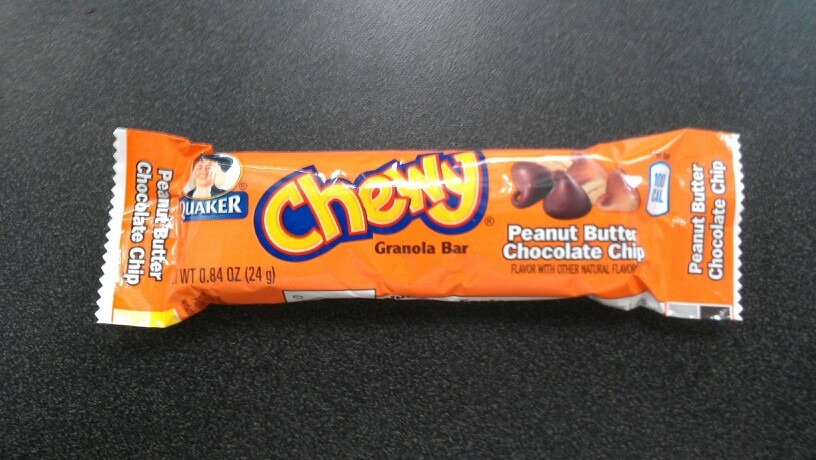 Peanut Butter
Chocolate Chip
QUAKER
Chewy
Granola Bar
WT 0.84 OZ (24 g)
Peanut Butter
Chocolate Chip
FLAVOR WITH OTHER NATURAL FLAVOR
100
CAL
Peanut Butter
Chocolate Chip